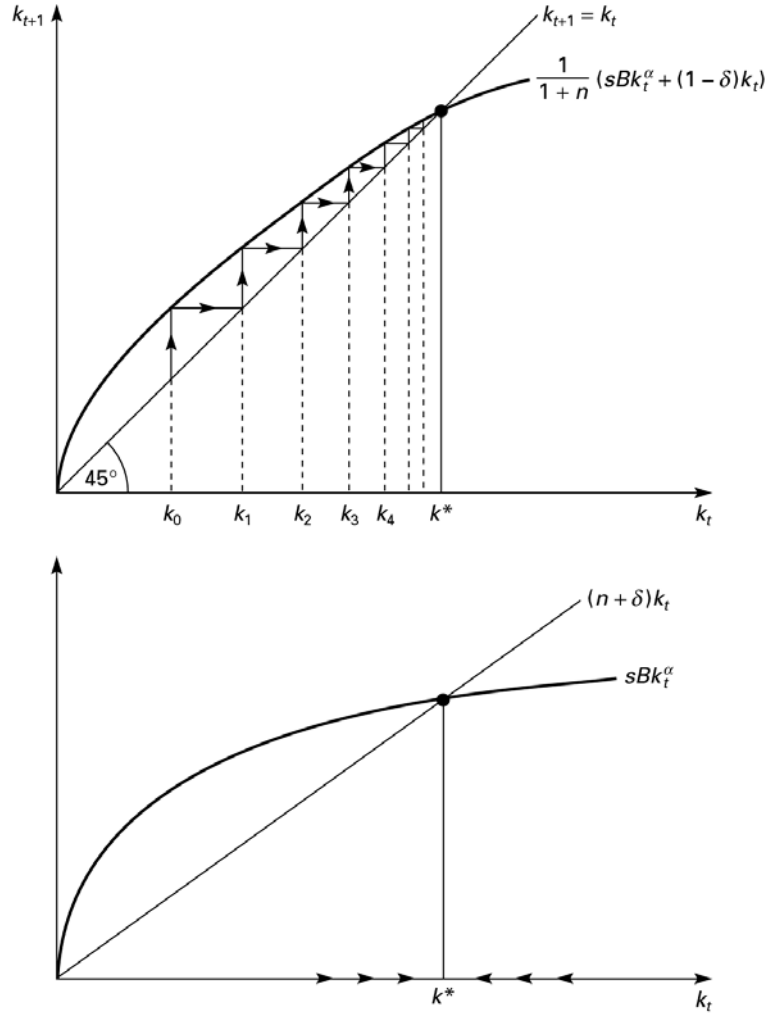 k_{t+1}
k_{t+1} = k_t
\frac{1}{1 + n} (sBk_t^α + (1 − δ)k_t)
45°
k_0 k_1 k_2 k_3 k_4 k* k_t
(n + δ)k_t
sBk_t^α
k* k_t